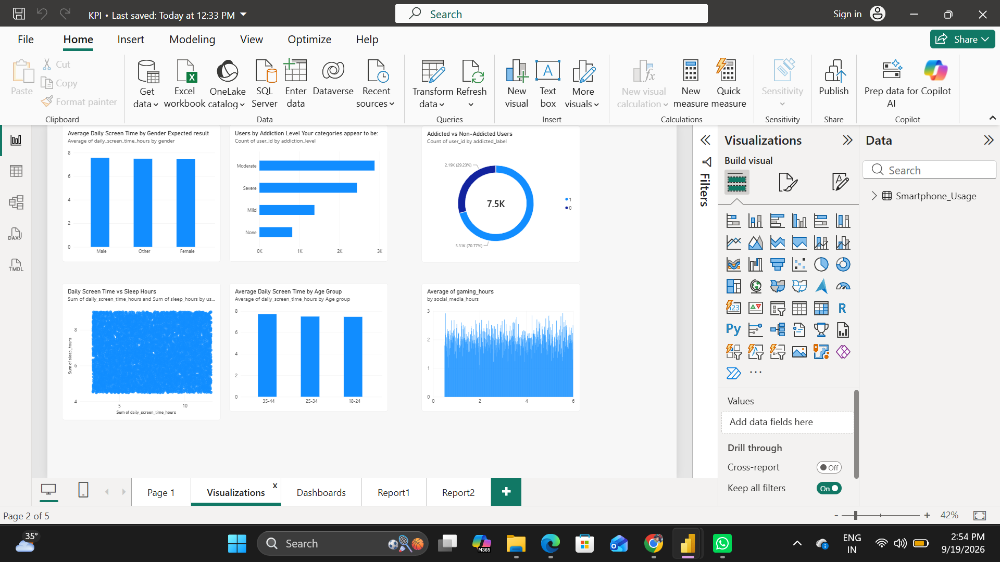 KPI • Last saved: Today at 12:33 PM
Search
Sign in
File
Home
Insert
Modeling
View
Optimize
Help
Share
Paste
Cut
Copy
Format painter
Clipboard
Get data
Excel workbook
OneLake catalog
SQL Server
Enter data
Dataverse
Recent sources
Data
Transform data
Refresh
Queries
New visual
Text box
More visuals
Insert
New visual calculation
New measure
Quick measure
Calculations
Sensitivity
Sensitivity
Publish
Share
Prep data for AI
Copilot
Copilot
DAX
TMDL
Average Daily Screen Time by Gender Expected result
Average of daily_screen_time_hours by gender
8
6
4
2
0
Male
Other
Female
Users by Addiction Level Your categories appear to be:
Count of user_id by addiction_level
Moderate
Severe
Mild
None
0K
1K
2K
3K
Addicted vs Non-Addicted Users
Count of user_id by addicted_label
2.19K (29.23%)
7.5K
1
0
5.31K (70.77%)
Daily Screen Time vs Sleep Hours
Sum of daily_screen_time_hours and Sum of sleep_hours by us...
Sum of sleep_hours
8
6
4
5
10
Sum of daily_screen_time_hours
Average Daily Screen Time by Age Group
Average of daily_screen_time_hours by Age group
8
6
4
2
0
35-44
25-34
18-24
Average of gaming_hours
by social_media_hours
3
2
1
0
0
2
4
6
Filters
Visualizations
Build visual
123
R
Py
Values
Add data fields here
Drill through
Cross-report
Off
Keep all filters
On
Data
Search
Smartphone_Usage
Page 1
Visualizations
x
Dashboards
Report1
Report2
+
Page 2 of 5
-
+
42%
35°
Search
M365
ENG
IN
2:54 PM
9/19/2026